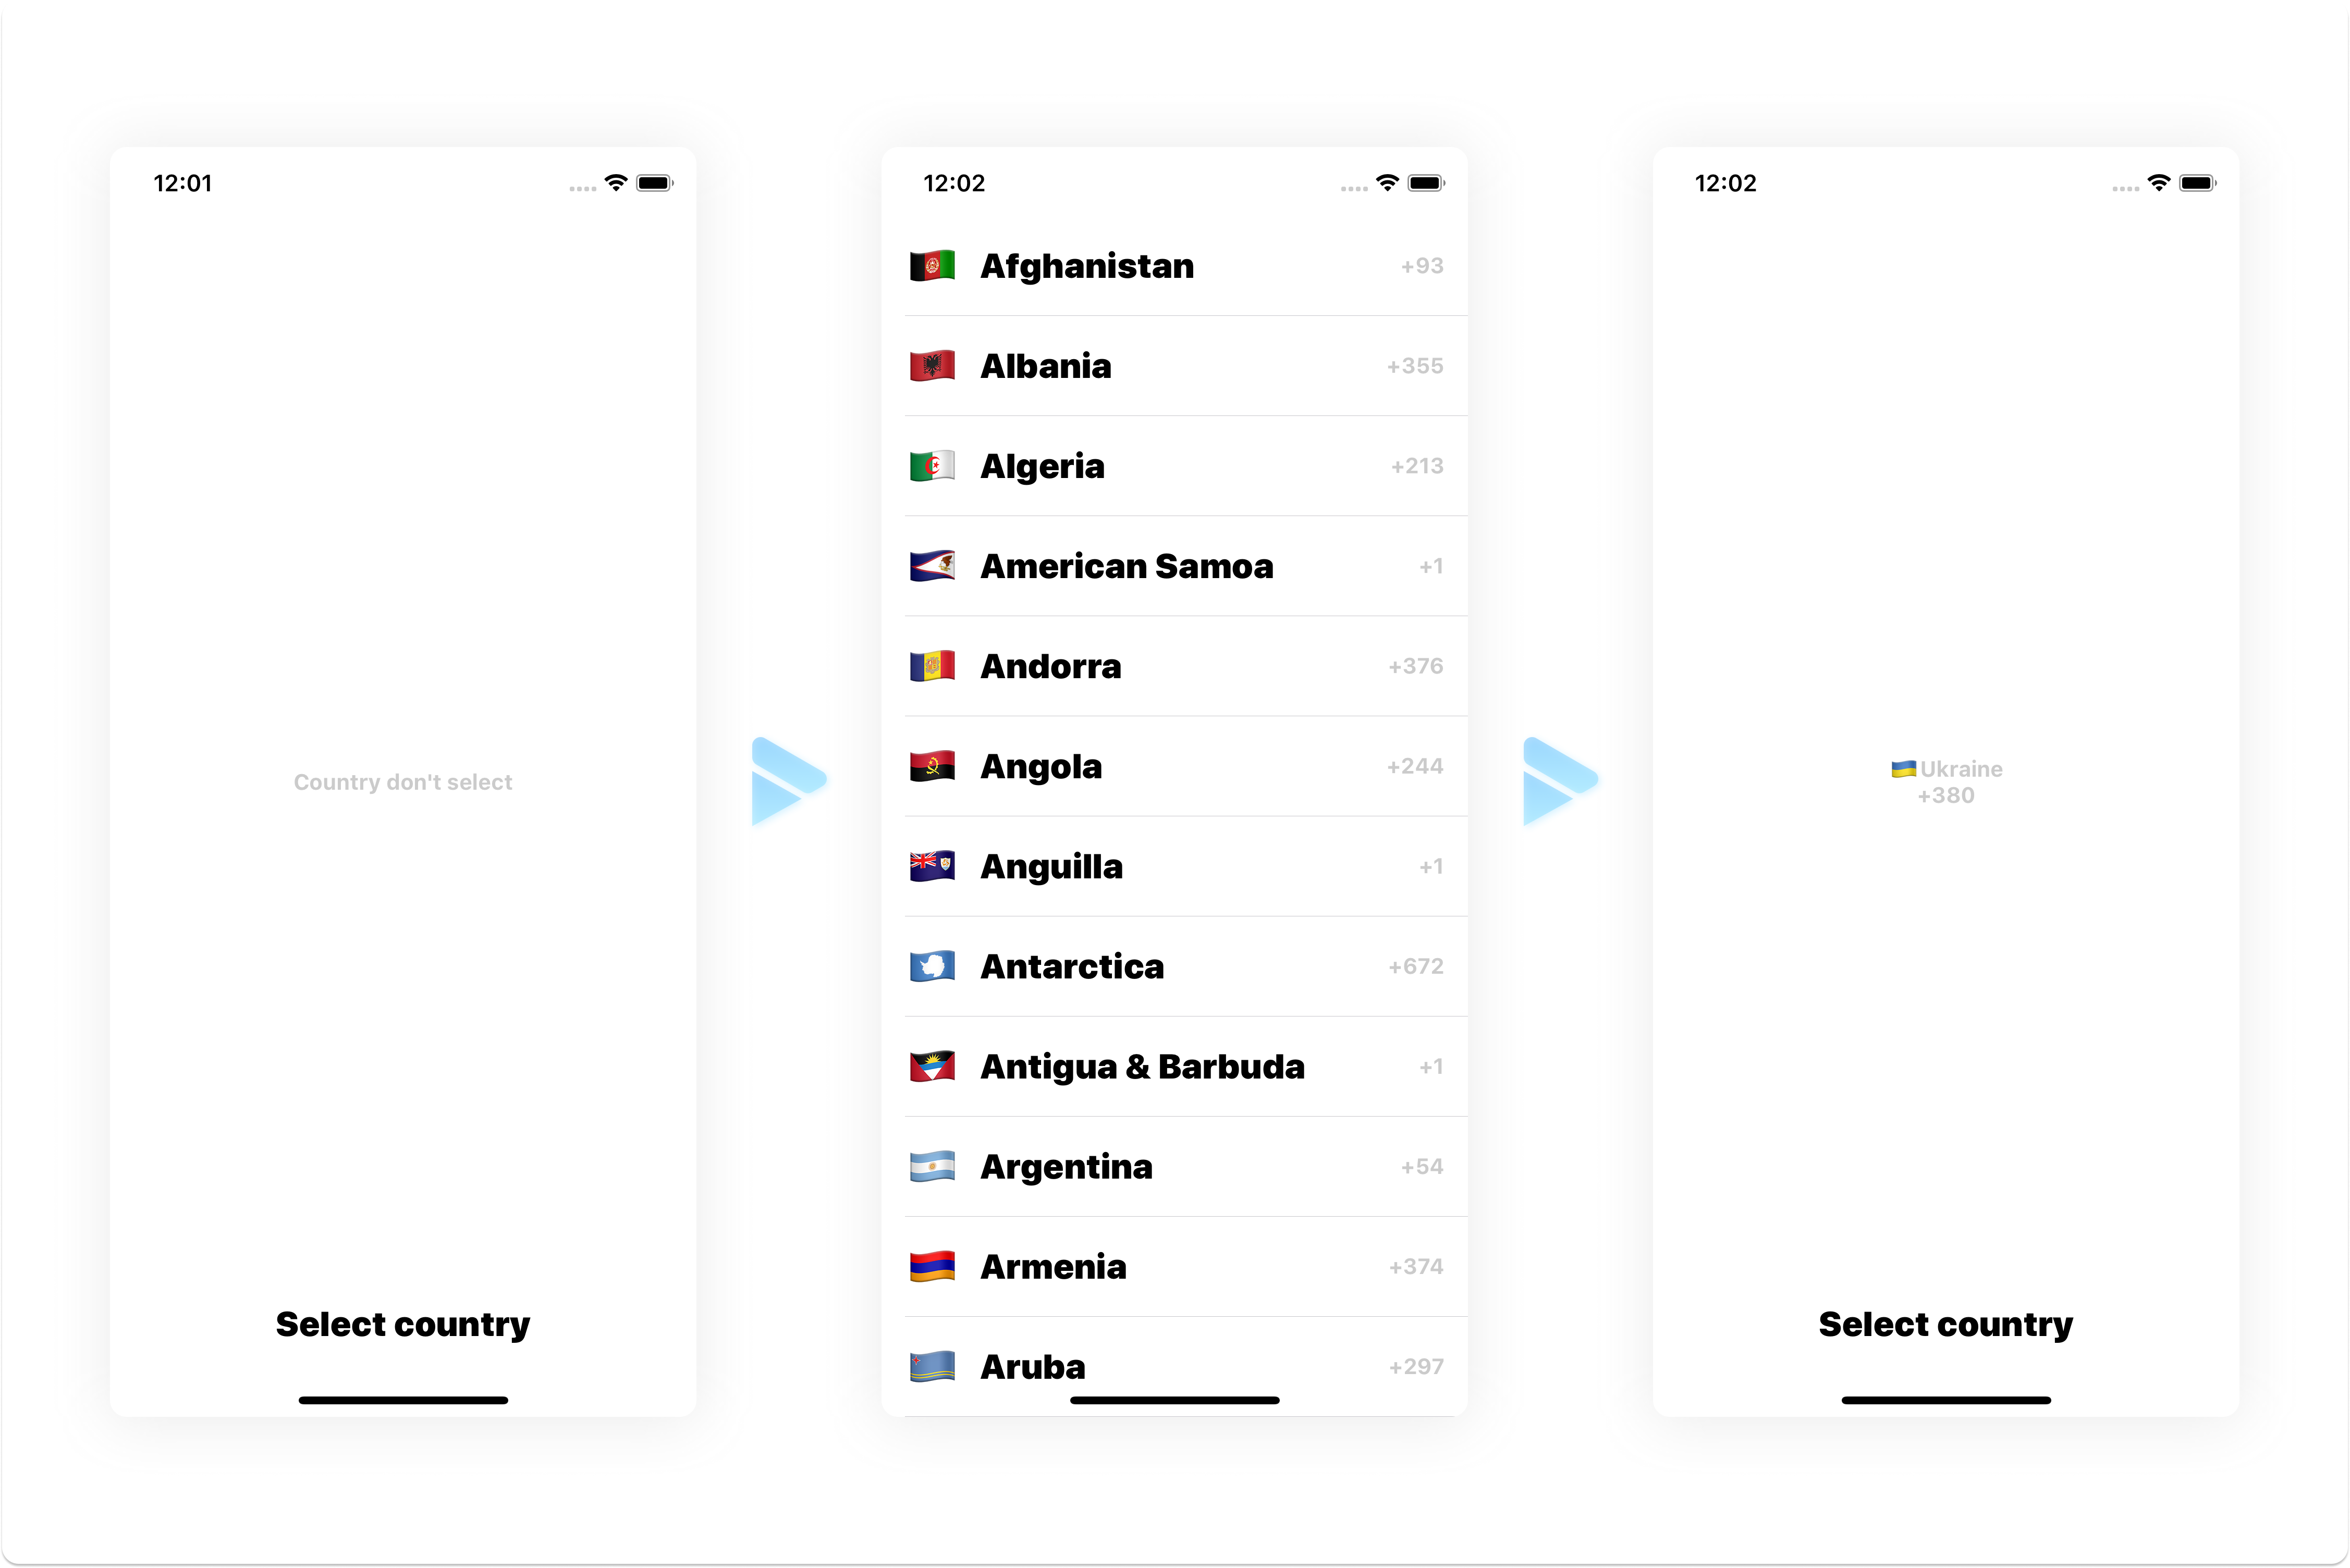 12:01
Country don't select
Select country
12:02
Afghanistan +93
Albania +355
Algeria +213
American Samoa +1
Andorra +376
Angola +244
Anguilla +1
Antarctica +672
Antigua & Barbuda +1
Argentina +54
Armenia +374
Aruba +297
12:02
Ukraine
+380
Select country